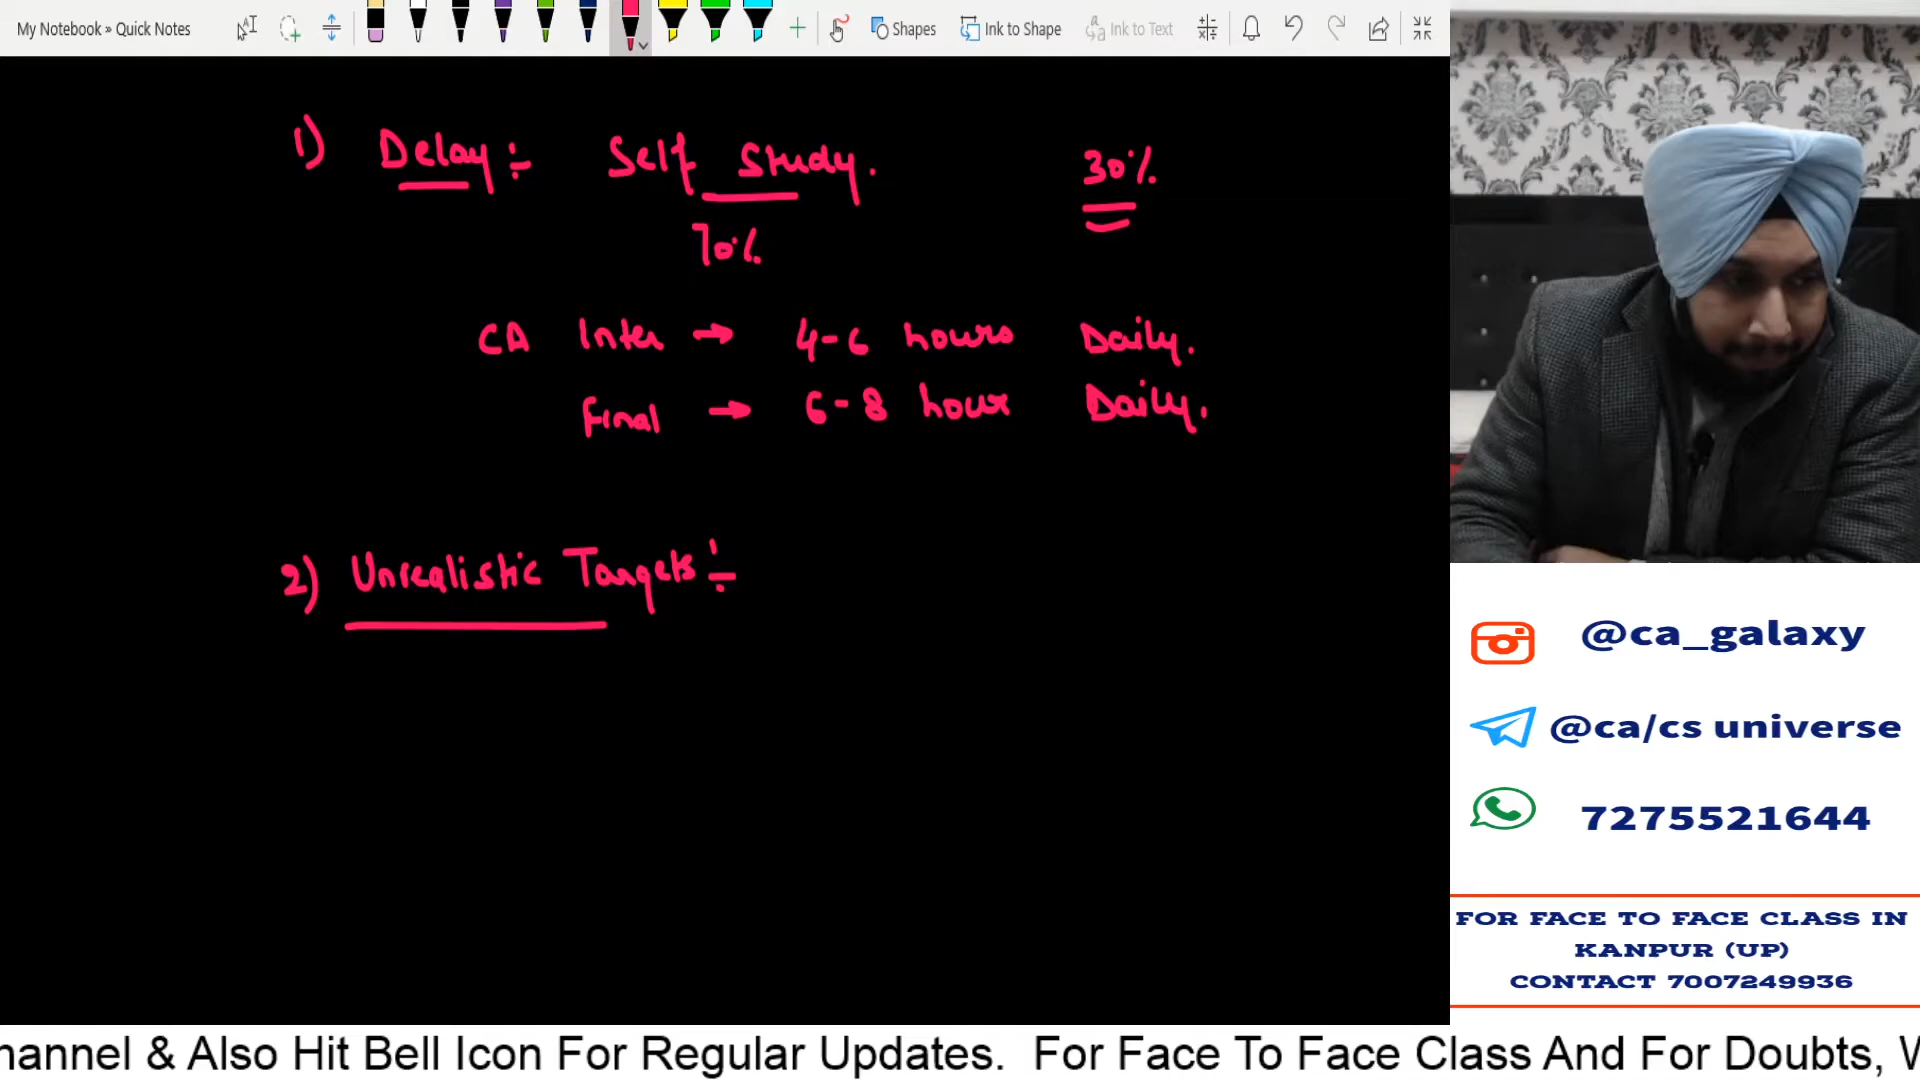 My Notebook » Quick Notes
Shapes
Ink to Shape
Ink to Text
1) Delay:- Self Study. 30%
70%
CA Inter → 4-6 hours Daily.
Final → 6-8 hour Daily.
2) Unrealistic Targets:-
@ca_galaxy
@ca/cs universe
7275521644
FOR FACE TO FACE CLASS IN
KANPUR (UP)
CONTACT 7007249936
hannel & Also Hit Bell Icon For Regular Updates. For Face To Face Class And For Doubts, W